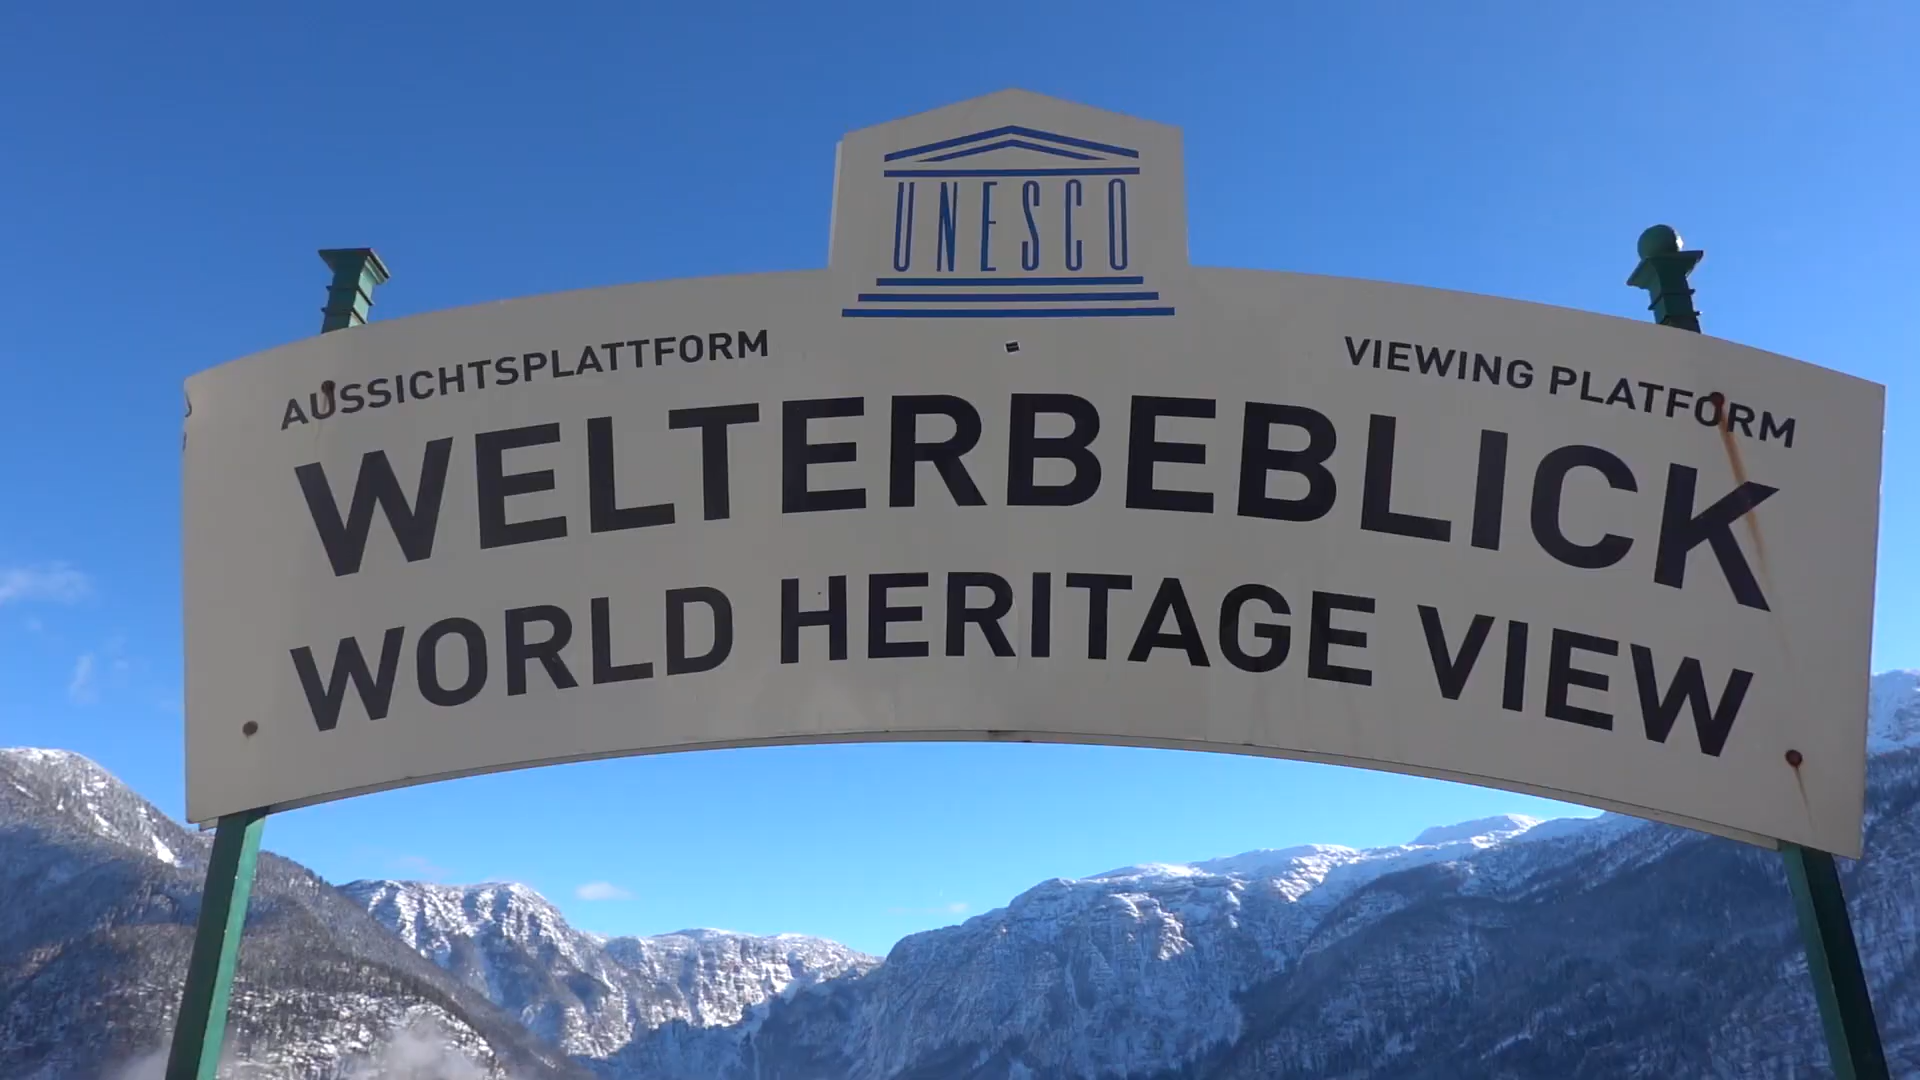 UNESCO
AUSSICHTSPLATTFORM
VIEWING PLATFORM
WELTERBEBLICK
WORLD HERITAGE VIEW